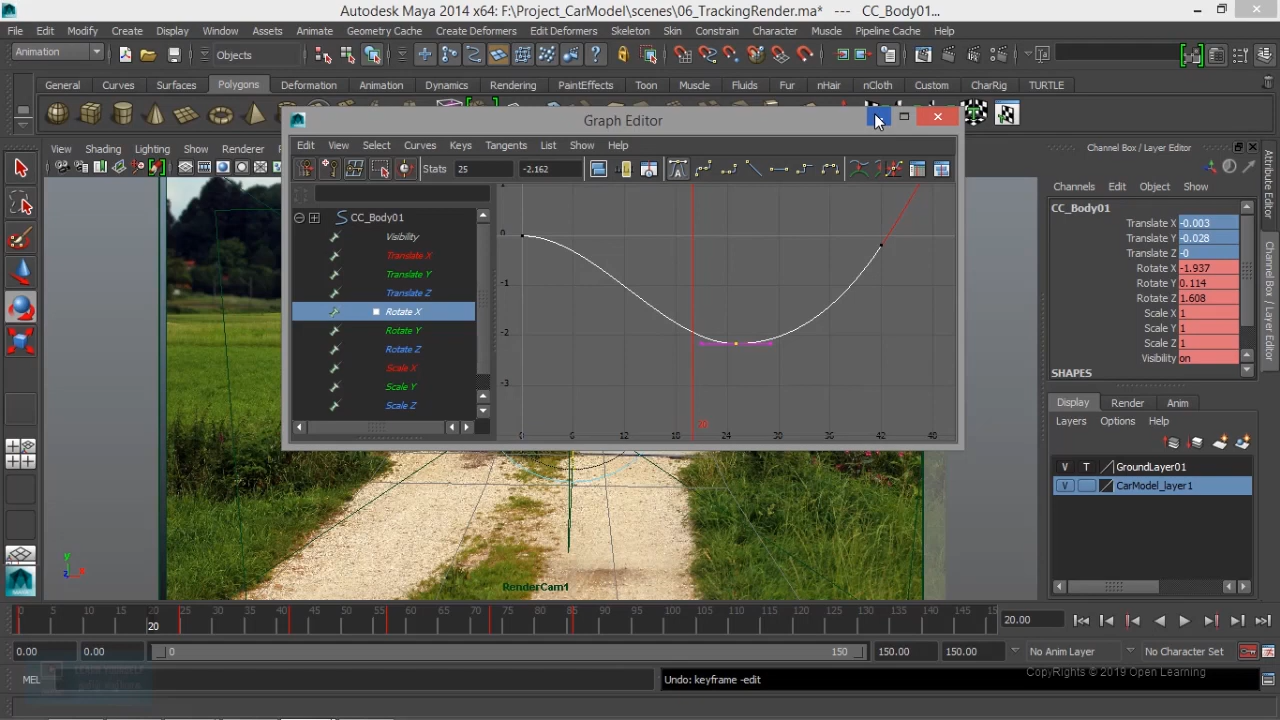 Autodesk Maya 2014 x64: F:\Project_CarModel\scenes\06_TrackingRender.ma* --- CC_Body01...
File Edit Modify Create Display Window Assets Animate Geometry Cache Create Deformers Edit Deformers Skeleton Skin Constraint Character Muscle Pipeline Cache Help
Animation Objects
General Curves Surfaces Polygons Deformation Animation Dynamics Rendering PaintEffects Toon Muscle Fluids Fur nHair nCloth Custom CharRig TURTLE
View Shading Lighting Show Renderer
Graph Editor
Edit View Select Curves Keys Tangents List Show Help
Stats 25 -2.162
CC_Body01
Visibility
Translate X
Translate Y
Translate Z
Rotate X
Rotate Y
Rotate Z
Scale X
Scale Y
Scale Z
0
-1
-2
-3
0 6 12 18 24 30 36 42 48
Channel Box / Layer Editor
Channels Edit Object Show
CC_Body01
Translate X -0.003
Translate Y -0.028
Translate Z -0
Rotate X -1.937
Rotate Y 0.114
Rotate Z 1.608
Scale X 1
Scale Y 1
Scale Z 1
Visibility on
SHAPES
Display Render Anim
Layers Options Help
V T GroundLayer01
V CarModel_layer1
Attribute Editor
Channel Box / Layer Editor
RenderCam1
y
0 5 10 15 20 25 30 35 40 45 50 55 60 65 70 75 80 85 90 95 100 105 110 115 120 125 130 135 140 145 15
20
20.00
0.00 0.00 0 150 150.00 150.00 No Anim Layer No Character Set
MEL Undo: keyframe -edit
CopyRights © 2019 Open Learning